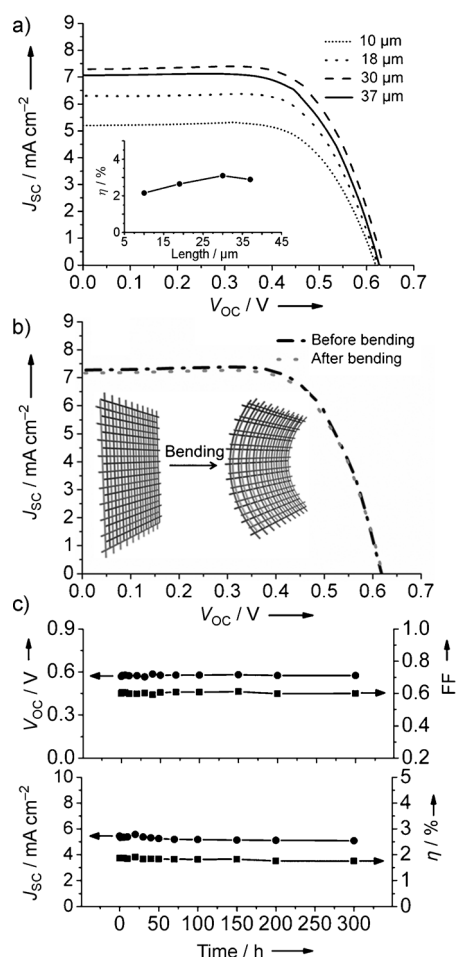 a)
9
8
7
6
5
4
3
2
1
0
J_SC / mA cm⁻²
10 µm
18 µm
30 µm
37 µm
4
2
0
η / %
5 15 25 35 45
Length / µm
0.0 0.1 0.2 0.3 0.4 0.5 0.6 0.7
V_OC / V
b)
9
8
7
6
5
4
3
2
1
0
J_SC / mA cm⁻²
Before bending
After bending
Bending
0.0 0.1 0.2 0.3 0.4 0.5 0.6 0.7
V_OC / V
c)
0.9
0.6
0.3
0.0
V_OC / V
1.0
0.8
0.6
0.4
0.2
FF
10
8
6
4
2
0
J_SC / mA cm⁻²
5
4
3
2
1
0
η / %
0 50 100 150 200 250 300
Time / h